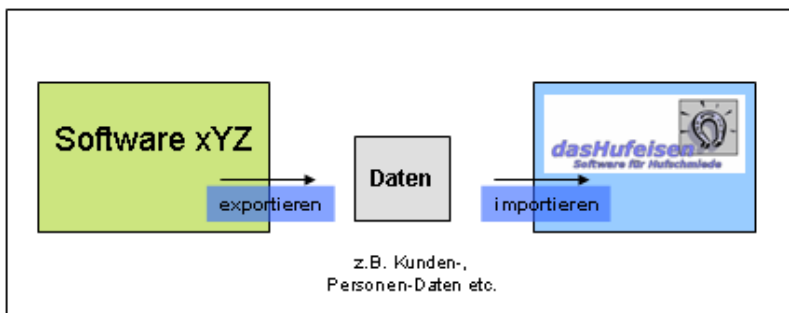 Software xYZ
exportieren
Daten
z.B. Kunden-,
Personen-Daten etc.
importieren
dasHufeisen
Software für Hufschmiede